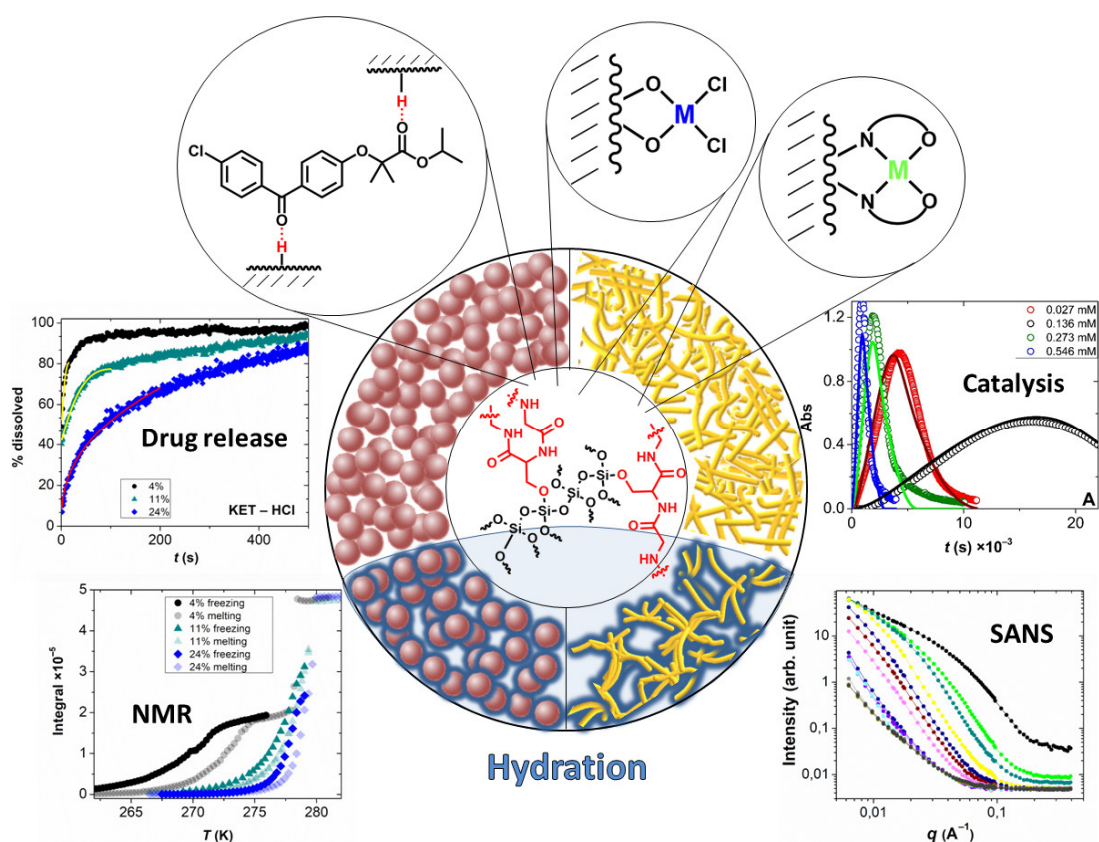 H
O
Cl
O
O
O
H
O
Cl
M
O
Cl
N
O
M
N
O
100
80
60
40
20
0
% dissolved
Drug release
4%
11%
24%
KET – HCl
0
200
400
t (s)
0.027 mM
0.136 mM
0.273 mM
0.546 mM
1.2
0.8
0.4
0.0
Abs
Catalysis
A
0
10
20
t (s) ×10⁻³
NH
O
HN
NH
O
O
O
O
O
Si
Si
Si
Si
O
O
O
O
O
O
O
O
HN
O
NH
O
HN
5
4
3
2
1
0
Integral ×10⁻⁵
4% freezing
4% melting
11% freezing
11% melting
24% freezing
24% melting
NMR
265
270
275
280
T (K)
Hydration
10
1
0,1
0,01
Intensity (arb. unit)
SANS
0,01
0,1
q (A⁻¹)